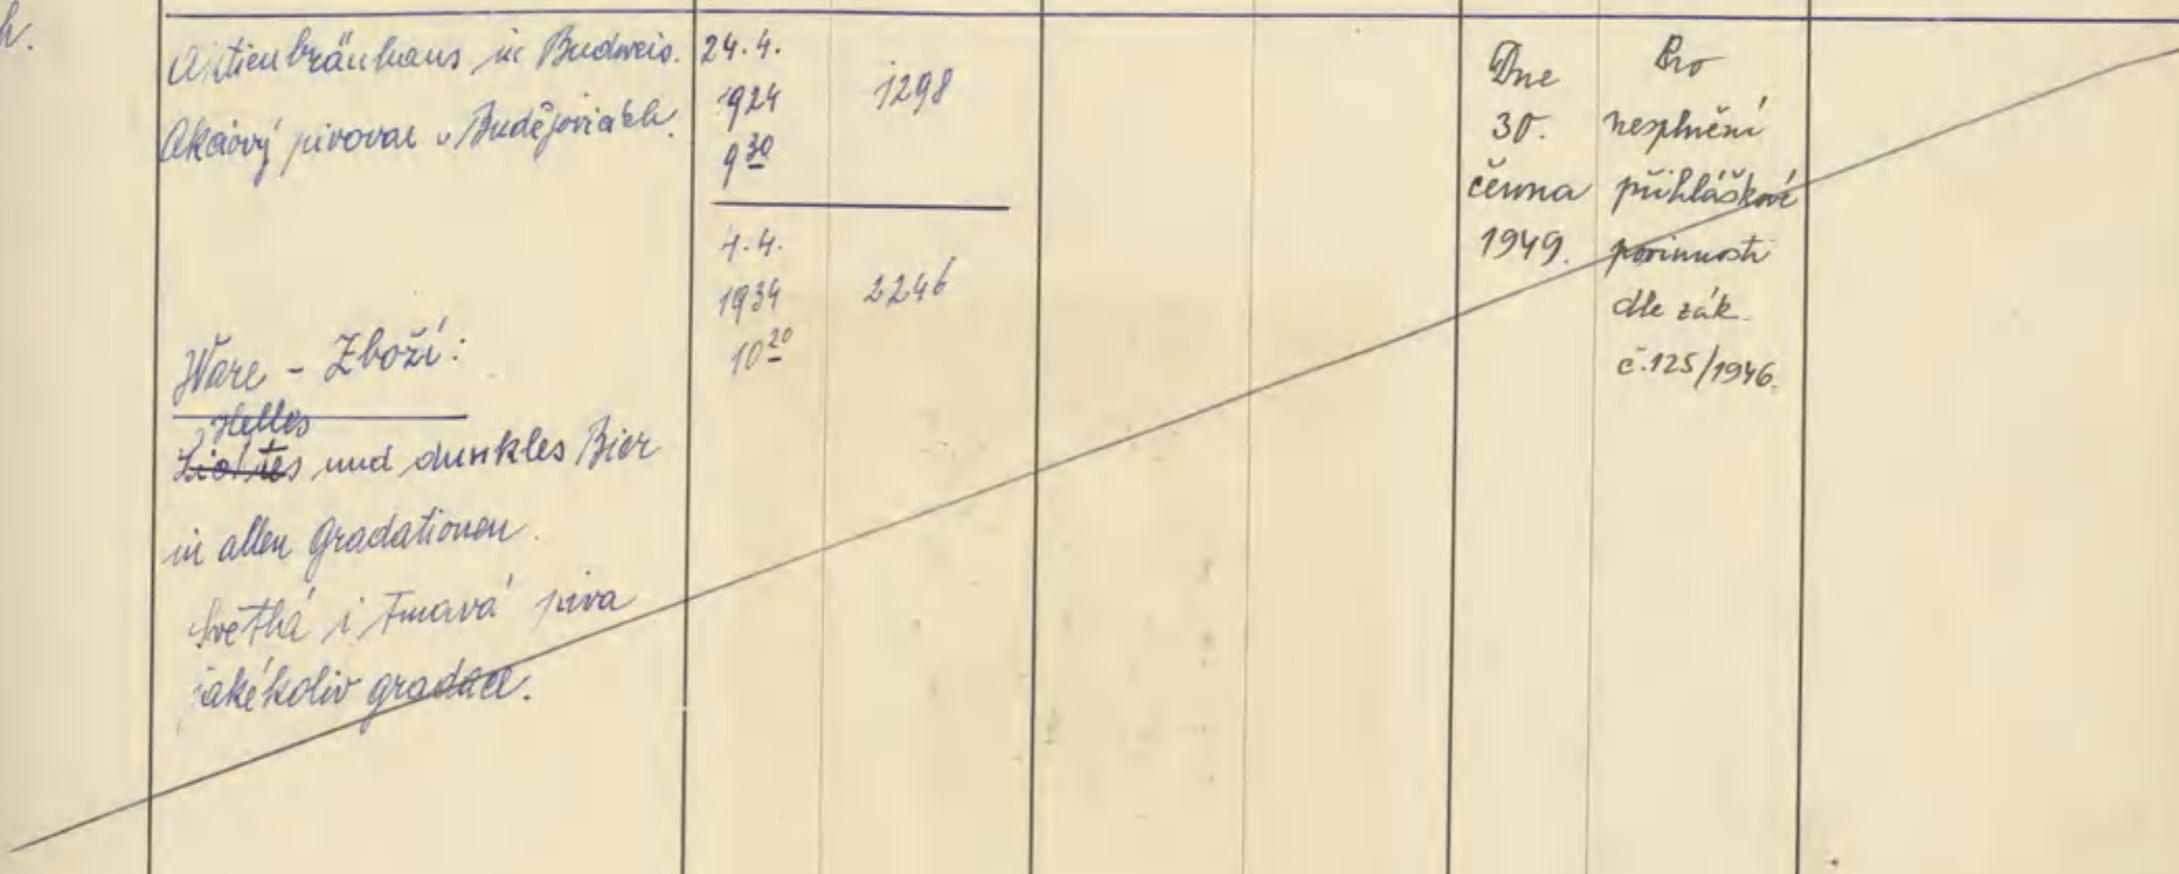 h.
Aktienbräuhaus in Budweis.
Akciový pivovar v Budějovicích.
Ware - Zboží:
Helles
Lichtes und dunkles Bier
in allen Gradationen.
Světlá i tmavá piva
jakékoliv gradace.
24.4.
1924
9 30
1298
4.4.
1934
10 20
2246
Dne
30.
června
1949.
Pro
nesplnění
přihláškové
povinnosti
dle zák.
č.125/1946.